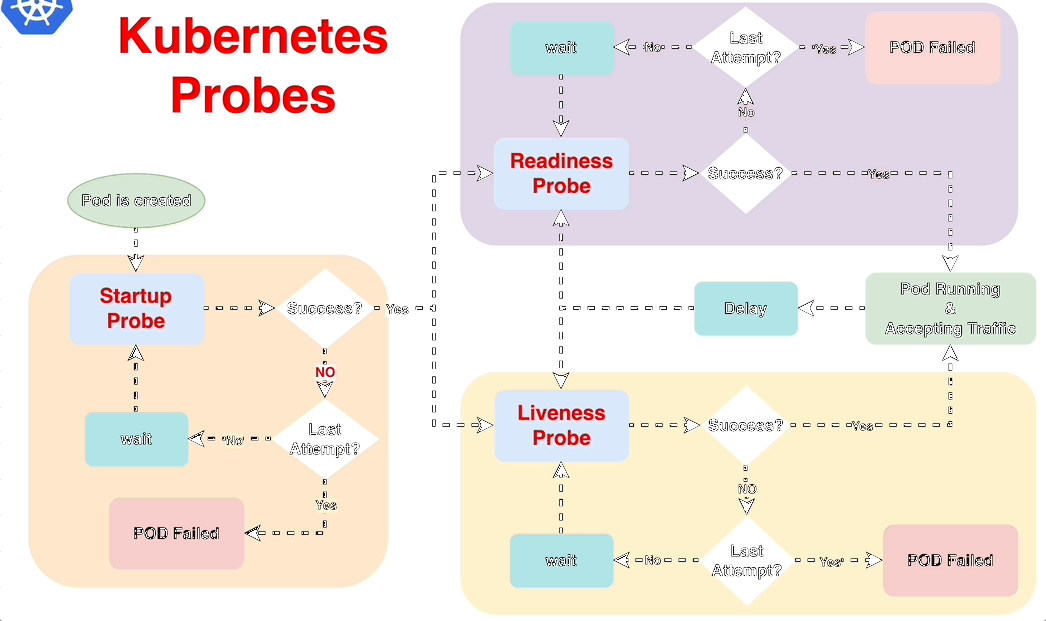 Kubernetes
Probes
Pod is created
Startup
Probe
Success?
Yes
NO
Last
Attempt?
No
wait
Yes
POD Failed
wait
No
Last
Attempt?
Yes
POD Failed
No
Readiness
Probe
Success?
Yes
Delay
Pod Running
&
Accepting Traffic
Liveness
Probe
Success?
Yes
NO
wait
No
Last
Attempt?
Yes
POD Failed